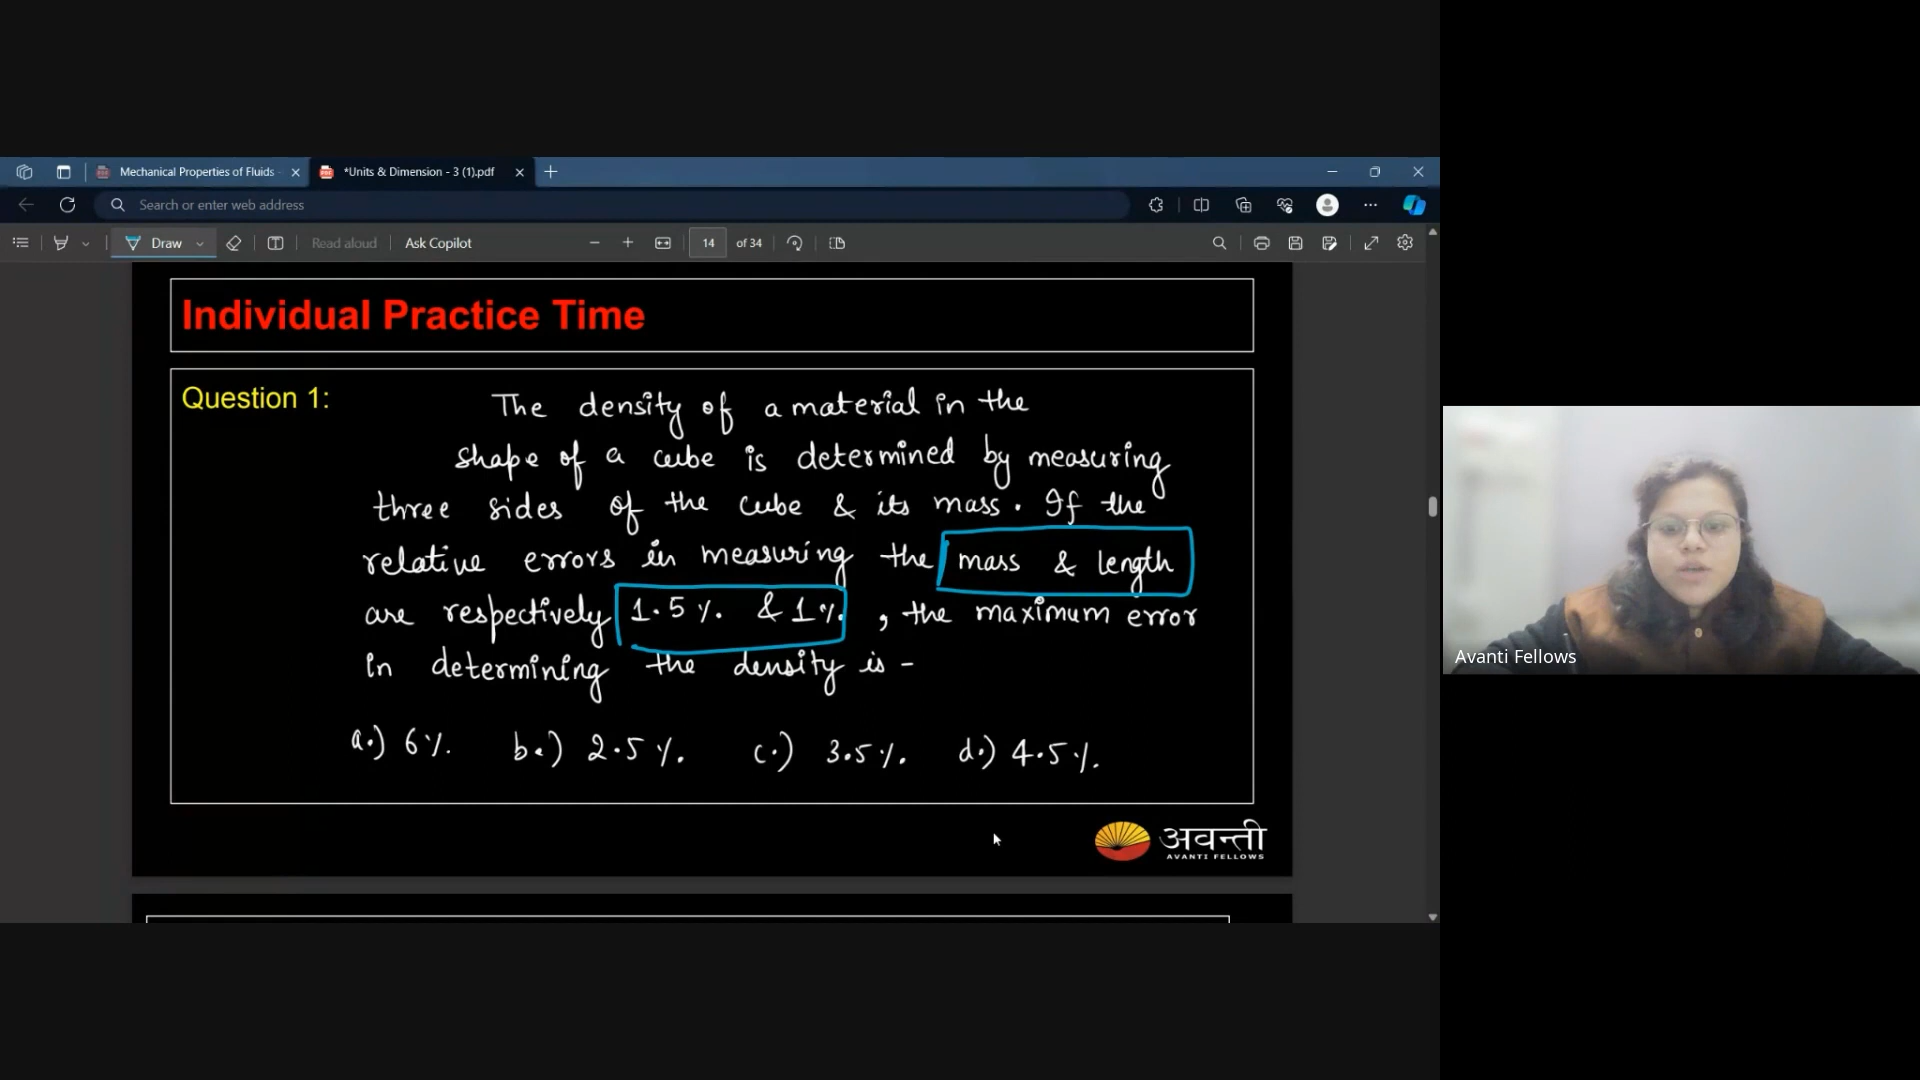 Mechanical Properties of Fluids
*Units & Dimension - 3 (1).pdf
Search or enter web address
Draw
Read aloud
Ask Copilot
14 of 34
Individual Practice Time
Question 1:
The density of a material in the
shape of a cube is determined by measuring
three sides of the cube & its mass. If the
relative errors in measuring the mass & length
are respectively 1.5%. & 1%. , the maximum error
in determining the density is -
a.) 6%. b.) 2.5%. c.) 3.5%. d.) 4.5%.
अवन्ती
AVANTI FELLOWS
Avanti Fellows